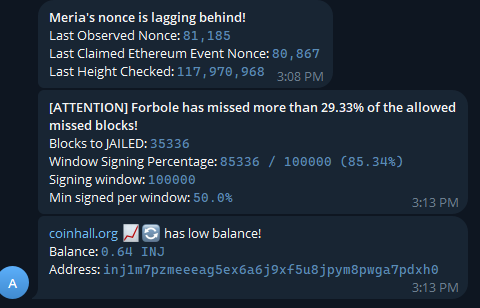 Meria's nonce is lagging behind!
Last Observed Nonce: 81,185
Last Claimed Ethereum Event Nonce: 80,867
Last Height Checked: 117,970,968 3:08 PM
[ATTENTION] Forbole has missed more than 29.33% of the allowed
missed blocks!
Blocks to JAILED: 35336
Window Signing Percentage: 85336 / 100000 (85.34%)
Signing window: 100000
Min signed per window: 50.0% 3:13 PM
coinhall.org 📈🔄 has low balance!
Balance: 0.64 INJ
Address: inj1m7pzmeeeag5ex6a6j9xf5u8jpym8pwga7pdxh0
A 3:13 PM